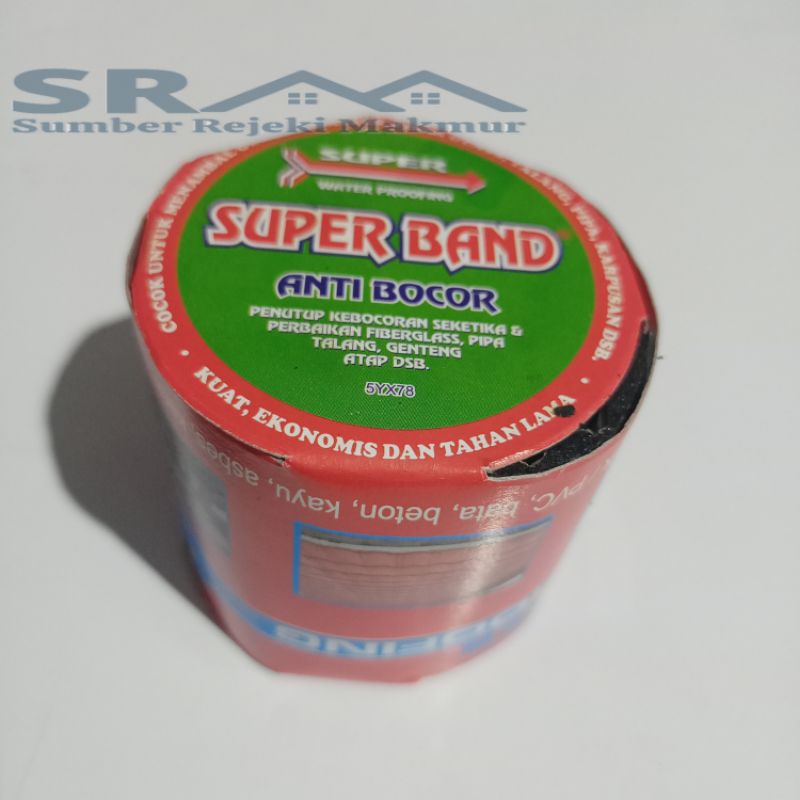 SR
Sumber Rejeki Makmur
SUPER
WATER PROOFING
SUPER BAND
ANTI BOCOR
PENUTUP KEBOCORAN SEKETIKA &
PERBAIKAN FIBERGLASS, PIPA
TALANG, GENTENG
ATAP DSB.
5YX78
COCOK UNTUK MENAMBAL
TALANG, PIPA, KARPUSAN DSB.
• KUAT, EKONOMIS DAN TAHAN LAMA •
PVC, bata, beton, kayu, asbes